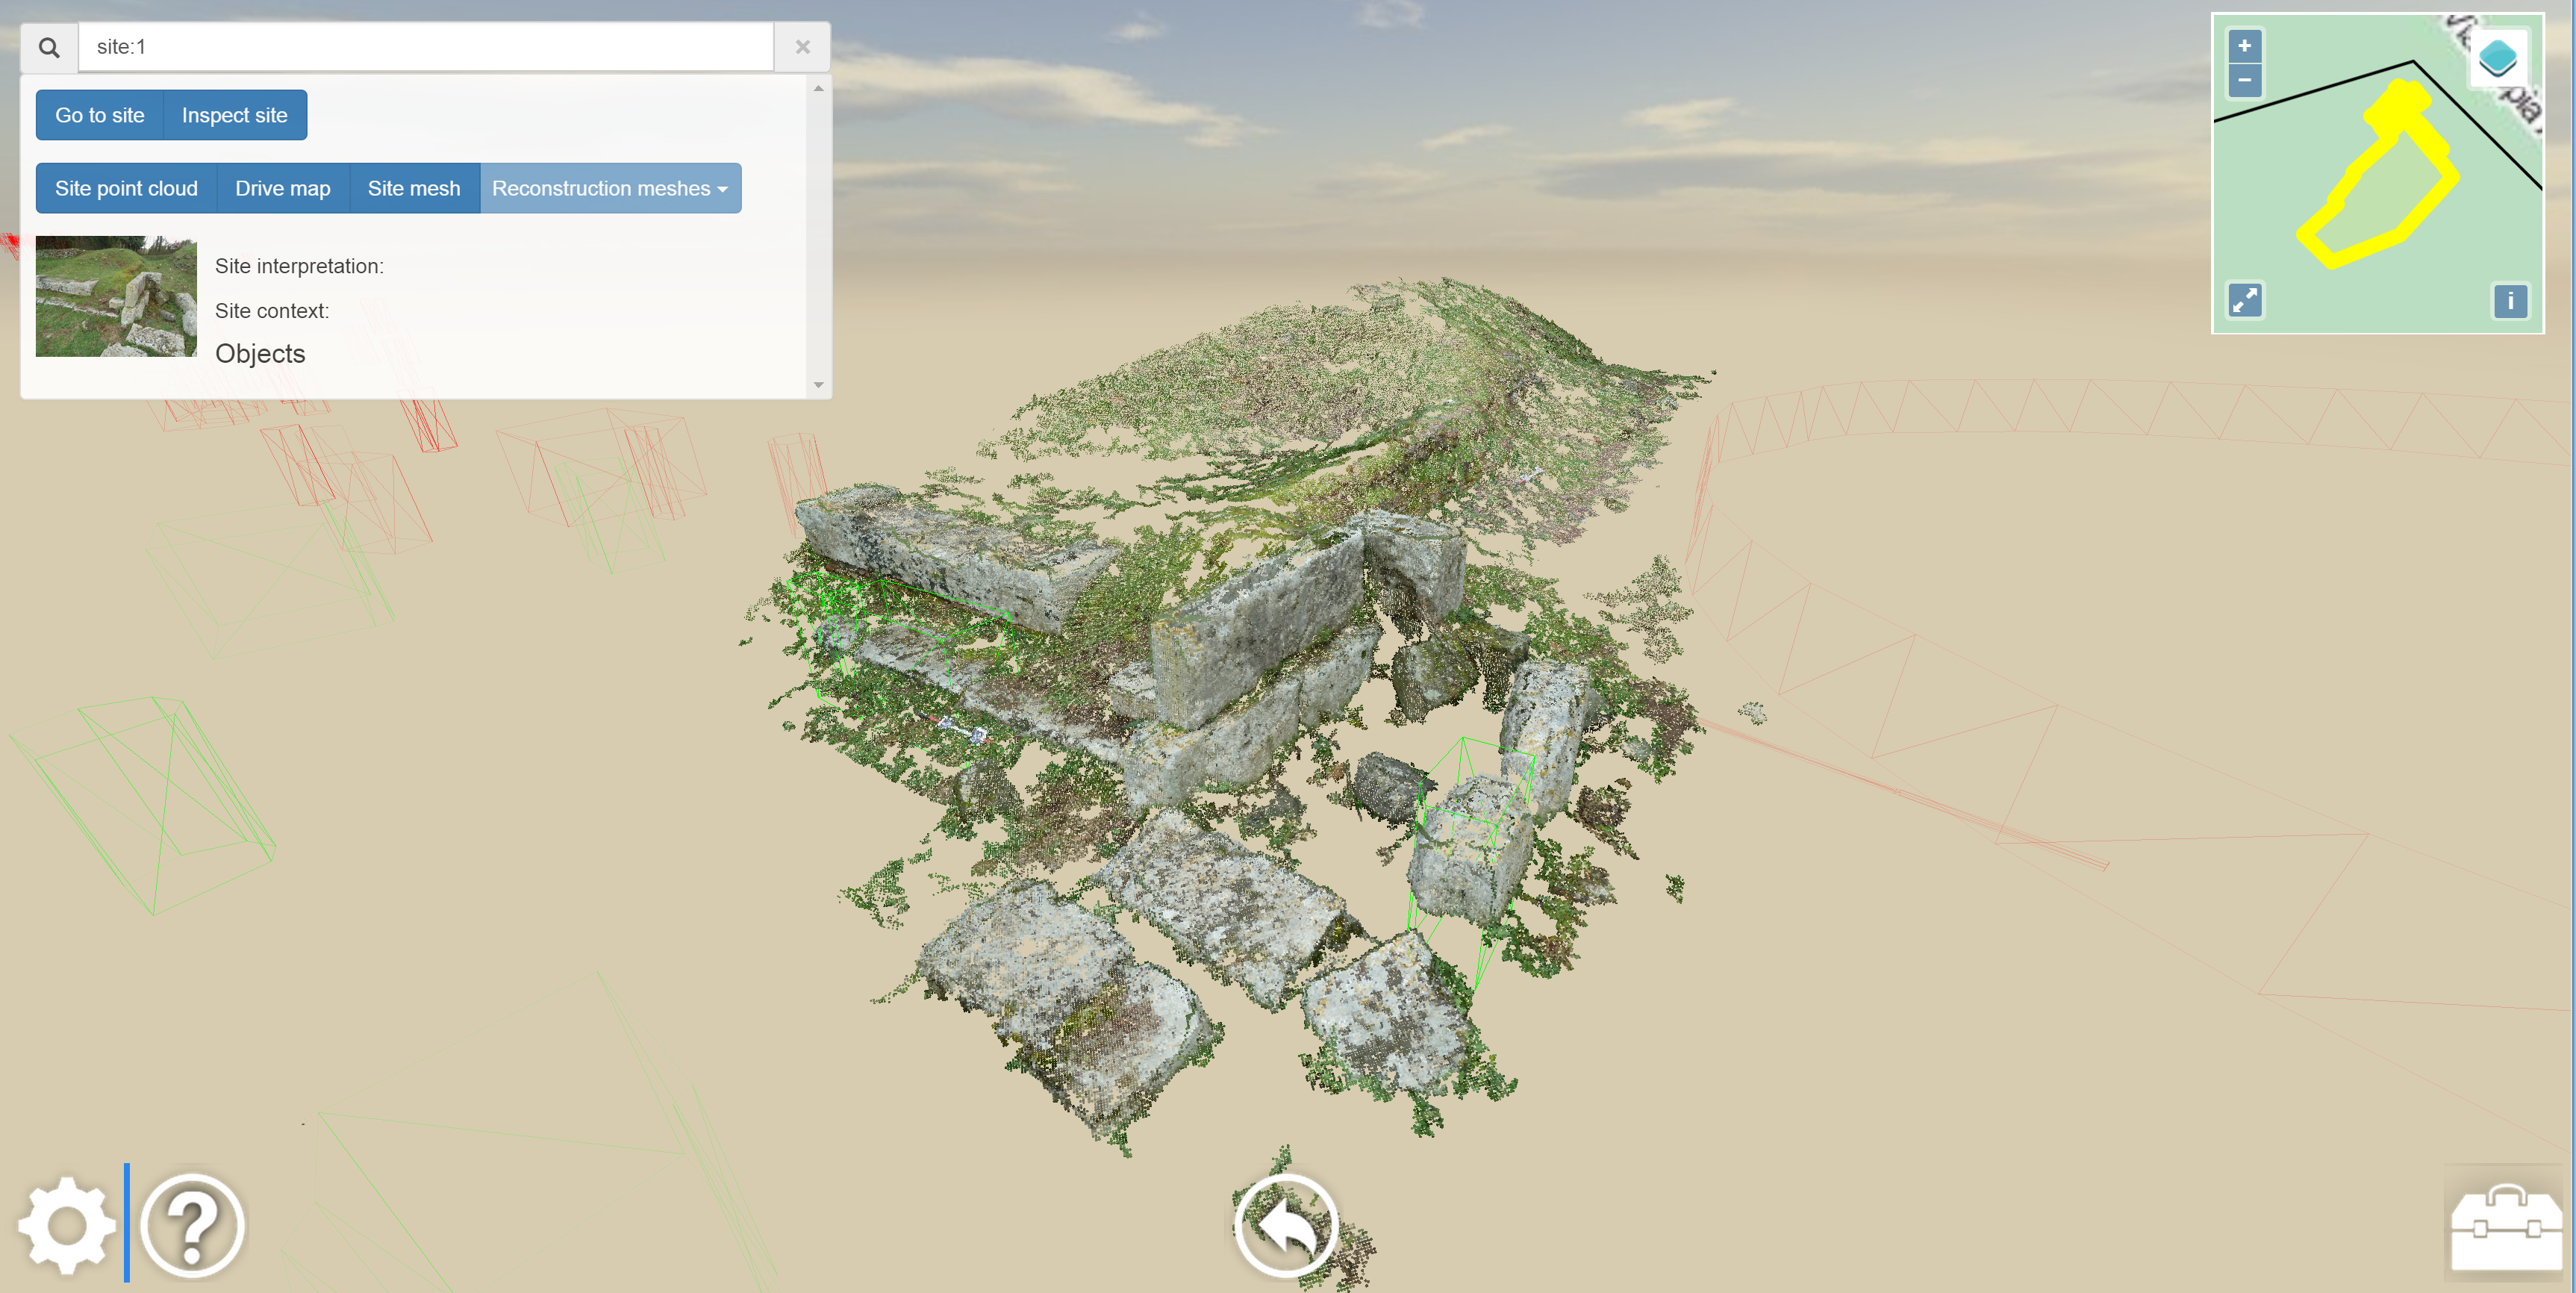 site:1
Go to site Inspect site
Site point cloud Drive map Site mesh Reconstruction meshes
Site interpretation:
Site context:
Objects